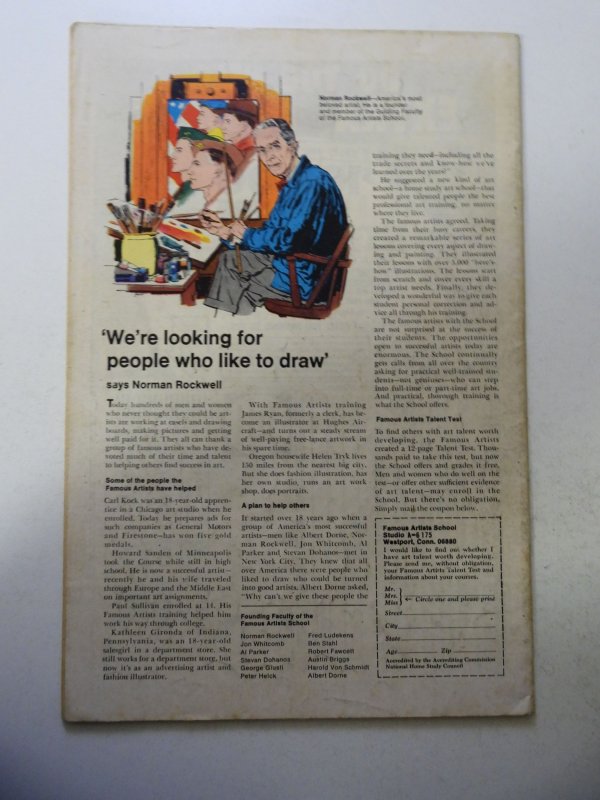 Norman Rockwell—America's most
beloved artist. He is a founder
and member of the Guiding Faculty
of the Famous Artists School.
'We're looking for
people who like to draw'
says Norman Rockwell
Today hundreds of men and women
who never thought they could be art-
ists are working at easels and drawing
boards, making pictures and getting
well paid for it. They all can thank a
group of famous artists who have de-
voted much of their time and talent
to helping others find success in art.
Some of the people the
Famous Artists have helped
Carl Kock was an 18-year-old appren-
tice in a Chicago art studio when he
enrolled. Today he prepares ads for
such companies as General Motors
and Firestone—has won five gold
medals.
Howard Sanden of Minneapolis
took the Course while still in high
school. He is now a successful artist—
recently he and his wife traveled
through Europe and the Middle East
on important art assignments.
Paul Sullivan enrolled at 14. His
Famous Artists training helped him
work his way through college.
Kathleen Gironda of Indiana,
Pennsylvania, was an 18-year-old
salesgirl in a department store. She
still works for a department store, but
now it's as an advertising artist and
fashion illustrator.
With Famous Artists training
James Ryan, formerly a clerk, has be-
come an illustrator at Hughes Air-
craft—and turns out a steady stream
of well-paying free-lance artwork in
his spare time.
Oregon housewife Helen Tryk lives
150 miles from the nearest big city.
But she does fashion illustration, has
her own studio, runs an art work
shop, does portraits.
A plan to help others
It started over 18 years ago when a
group of America's most successful
artists—men like Albert Dorne, Nor-
man Rockwell, Jon Whitcomb, Al
Parker and Stevan Dohanos—met in
New York City. They knew that all
over America there were people who
liked to draw who could be turned
into good artists. Albert Dorne asked,
"Why can't we give these people the
Founding Faculty of the
Famous Artists School
Norman Rockwell
Jon Whitcomb
Al Parker
Stevan Dohanos
George Giusti
Peter Helck
Fred Ludekens
Ben Stahl
Robert Fawcett
Austin Briggs
Harold Von Schmidt
Albert Dorne
training they need—including all the
trade secrets and know-how we've
learned over the years?"
He suggested a new kind of art
school—a home study art school—that
would give talented people the best
professional art training, no matter
where they live.
The famous artists agreed. Taking
time from their busy careers, they
created a remarkable series of art
lessons covering every aspect of draw-
ing and painting. They illustrated
their lessons with over 5,000 "here's-
how" illustrations. The lessons start
from scratch and cover every skill a
top artist needs. Finally, they de-
veloped a wonderful way to give each
student personal correction and ad-
vice all through his training.
The famous artists with the School
are not surprised at the success of
their students. The opportunities
open to successful artists today are
enormous. The School continually
gets calls from all over the country
asking for practical well-trained stu-
dents—not geniuses—who can step
into full-time or part-time art jobs.
And practical, thorough training is
what the School offers.
Famous Artists Talent Test
To find others with art talent worth
developing, the Famous Artists
created a 12-page Talent Test. Thou-
sands paid to take this test, but now
the School offers and grades it free.
Men and women who do well on the
test—or offer other sufficient evidence
of art talent—may enroll in the
School. But there's no obligation.
Simply mail the coupon below.
Famous Artists School
Studio A-6175
Westport, Conn. 06880
I would like to find out whether I
have art talent worth developing.
Please send me, without obligation,
your Famous Artists Talent Test and
information about your courses.
Mr.
Mrs.
Miss ← Circle one and please print
Street
City
State
Age Zip
Accredited by the Accrediting Commission
National Home Study Council